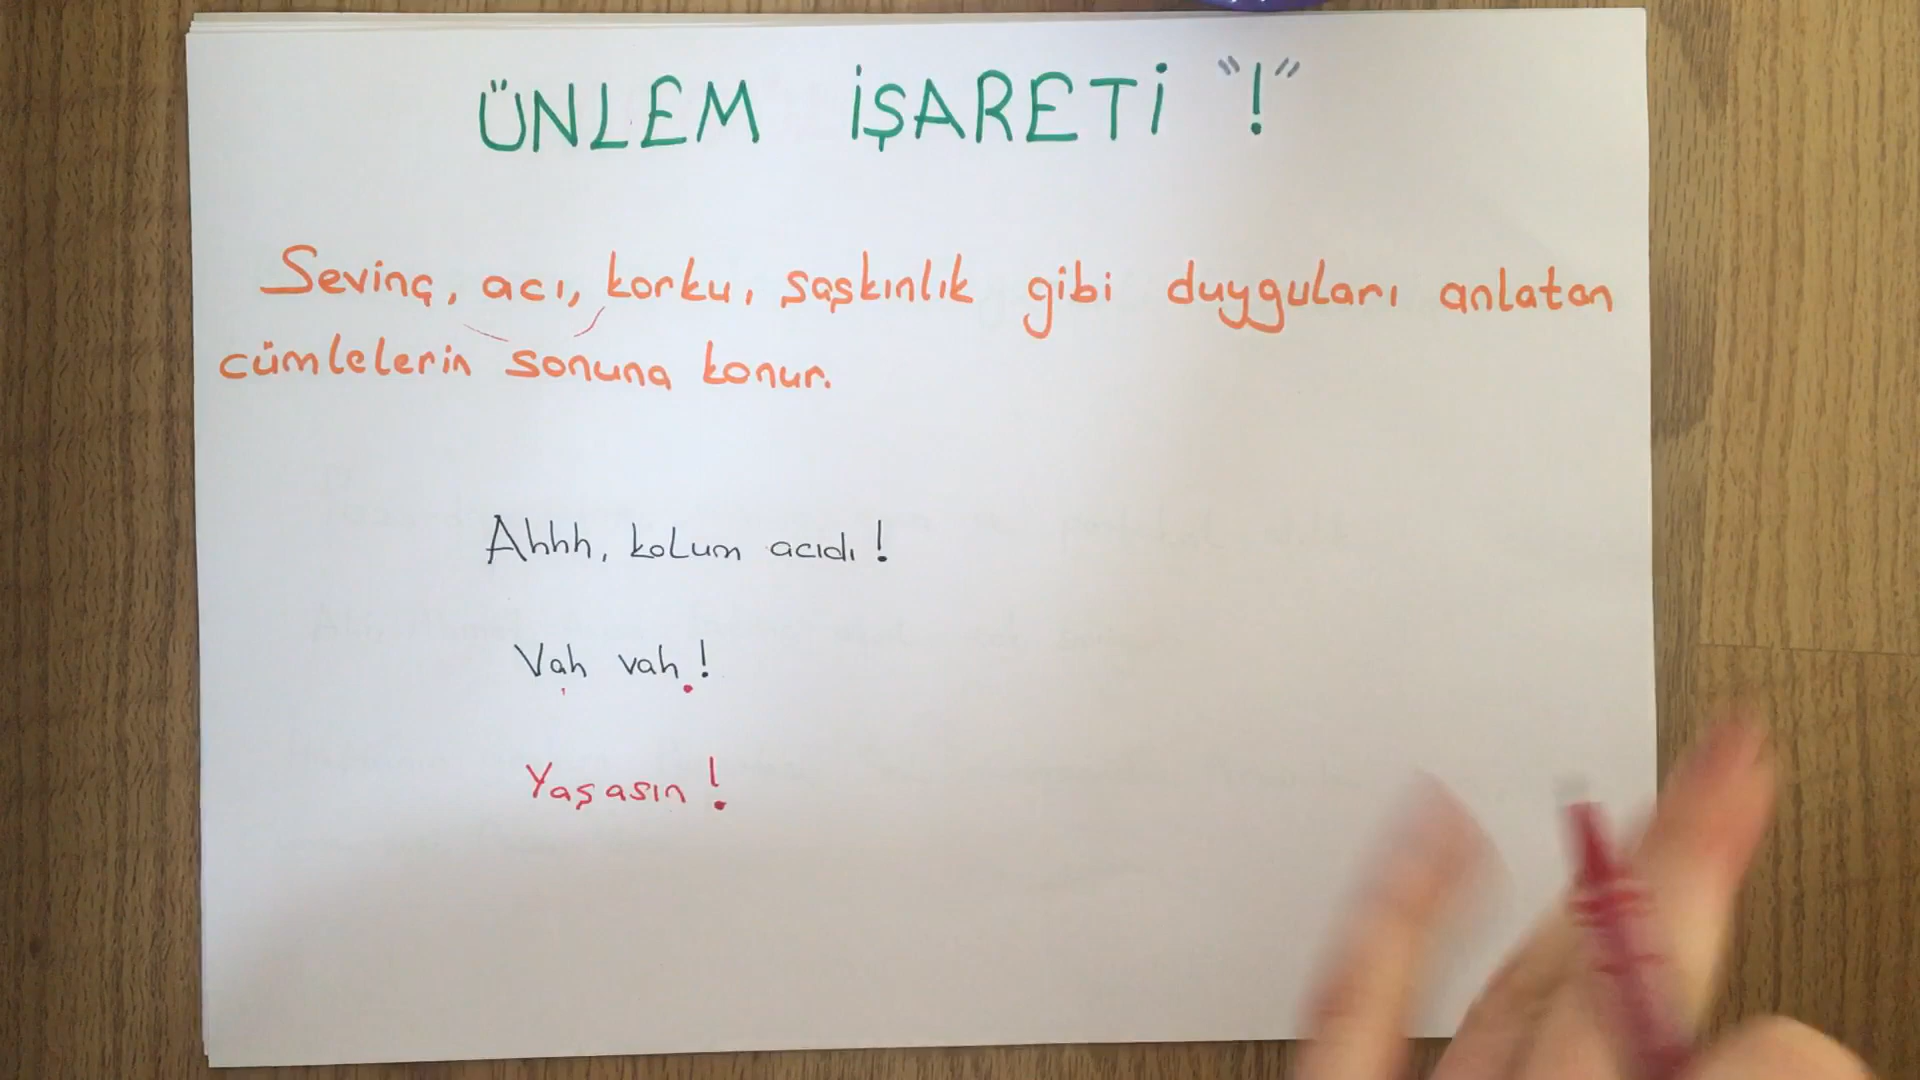 ÜNLEM İŞARETİ "!"
Sevinç, acı, korku, şaşkınlık gibi duyguları anlatan
cümlelerin sonuna konur.
Ahhh, kolum acıdı!
Vah vah!
Yaşasın!